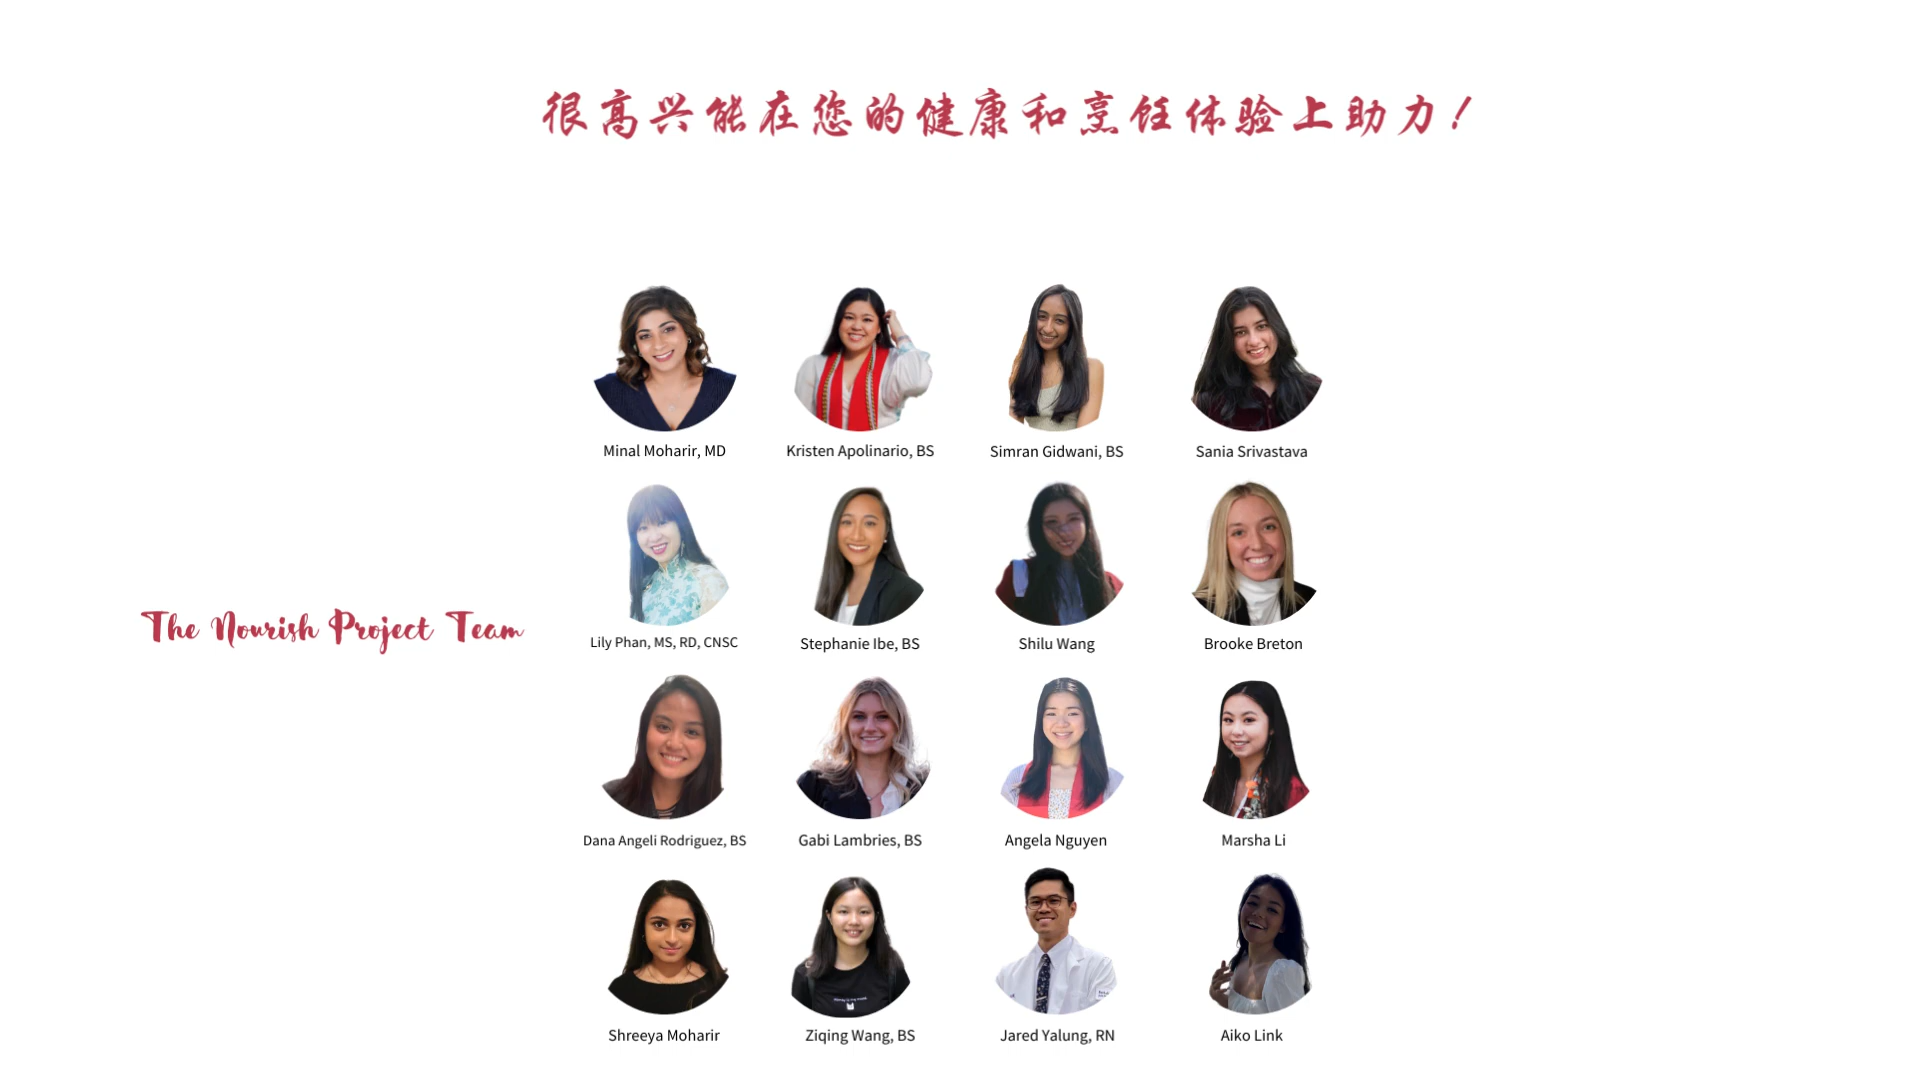 很高兴能在您的健康和烹饪体验上助力！
Minal Moharir, MD
Kristen Apolinario, BS
Simran Gidwani, BS
Sania Srivastava
Lily Phan, MS, RD, CNSC
Stephanie Ibe, BS
Shilu Wang
Brooke Breton
The Nourish Project Team
Dana Angeli Rodriguez, BS
Gabi Lambries, BS
Angela Nguyen
Marsha Li
Shreeya Moharir
Ziqing Wang, BS
Jared Yalung, RN
Aiko Link